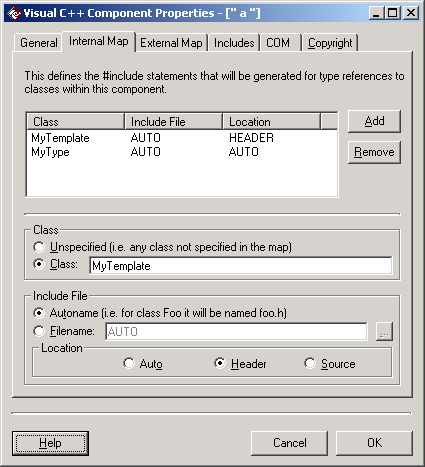 Visual C++ Component Properties - [" a "]
General Internal Map External Map Includes COM Copyright
This defines the #include statements that will be generated for type references to
classes within this component.
Class Include File Location
MyTemplate AUTO HEADER
MyType AUTO AUTO
Add
Remove
Class
Unspecified (i.e. any class not specified in the map)
Class: MyTemplate
Include File
Autoname (i.e. for class Foo it will be named foo.h)
Filename: AUTO ...
Location
Auto Header Source
Help Cancel OK